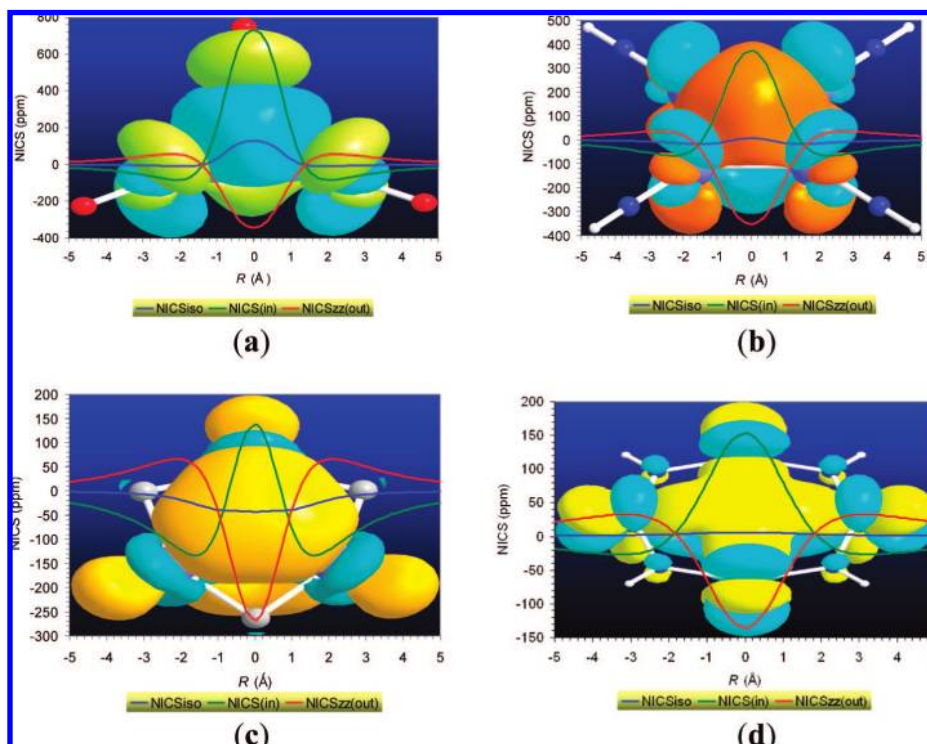 NICS (ppm)
800
600
400
200
0
-200
-400
-5 -4 -3 -2 -1 0 1 2 3 4 5
R (Å)
NICSiso NICS(in) NICSzz(out)
(a)
NICS (ppm)
500
400
300
200
100
0
-100
-200
-300
-400
-5 -4 -3 -2 -1 0 1 2 3 4 5
R (Å)
NICSiso NICS(in) NICSzz(out)
(b)
NICS (ppm)
200
150
100
50
0
-50
-100
-150
-200
-250
-300
-5 -4 -3 -2 -1 0 1 2 3 4 5
R (Å)
NICSiso NICS(in) NICSzz(out)
(c)
NICS (ppm)
200
150
100
50
0
-50
-100
-150
-5 -4 -3 -2 -1 0 1 2 3 4
R (Å)
NICSiso NICS(in) NICSzz(out)
(d)